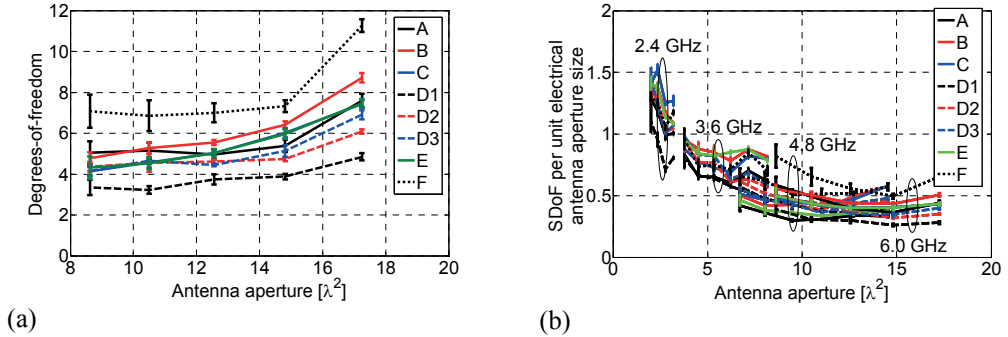 12
10
8
6
4
2
0
8 10 12 14 16 18 20
Degrees-of-freedom
Antenna aperture [λ²]
A
B
C
D1
D2
D3
E
F
(a)
2
1.5
1
0.5
0
0 5 10 15 20
SDoF per unit electrical
antenna aperture size
Antenna aperture [λ²]
2.4 GHz
3.6 GHz
4.8 GHz
6.0 GHz
A
B
C
D1
D2
D3
E
F
(b)